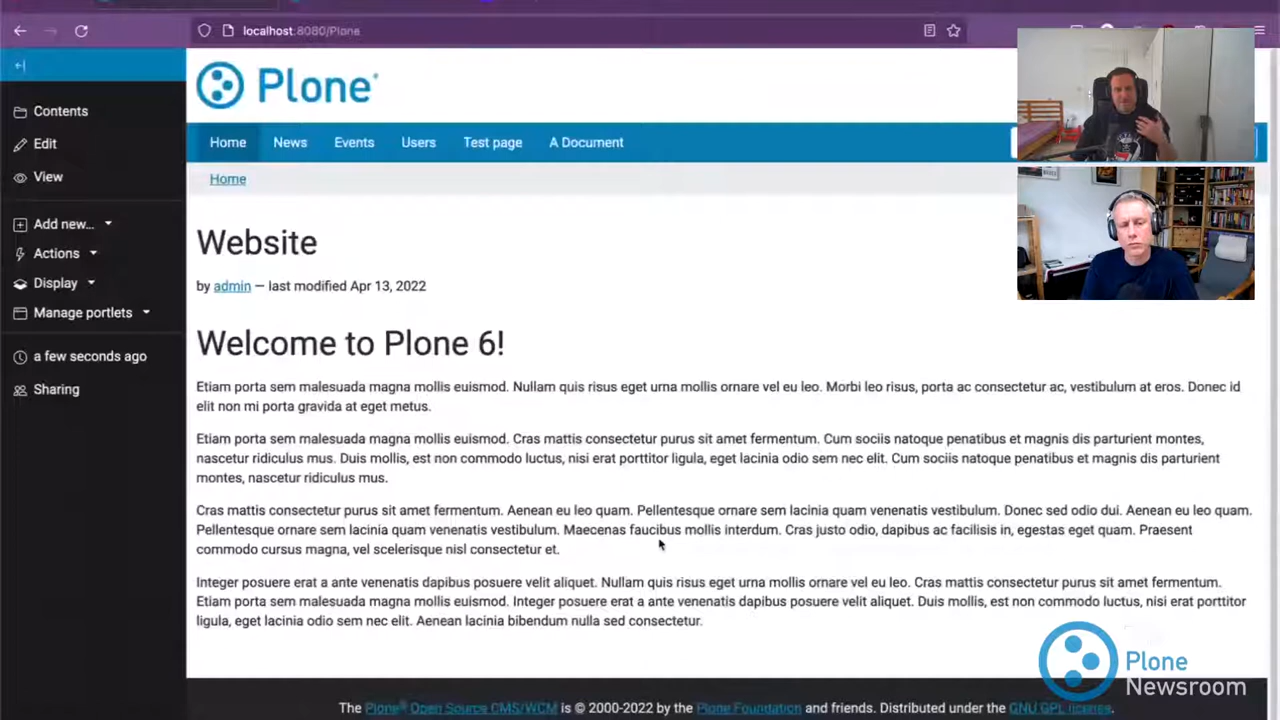 localhost:8080/Plone
Contents
Edit
View
Add new...
Actions
Display
Manage portlets
a few seconds ago
Sharing
Plone®
Home News Events Users Test page A Document
Home
Website
by admin — last modified Apr 13, 2022
Welcome to Plone 6!
Etiam porta sem malesuada magna mollis euismod. Nullam quis risus eget urna mollis ornare vel eu leo. Morbi leo risus, porta ac consectetur ac, vestibulum at eros. Donec id
elit non mi porta gravida at eget metus.
Etiam porta sem malesuada magna mollis euismod. Cras mattis consectetur purus sit amet fermentum. Cum sociis natoque penatibus et magnis dis parturient montes,
nascetur ridiculus mus. Duis mollis, est non commodo luctus, nisi erat porttitor ligula, eget lacinia odio sem nec elit. Cum sociis natoque penatibus et magnis dis parturient
montes, nascetur ridiculus mus.
Cras mattis consectetur purus sit amet fermentum. Aenean eu leo quam. Pellentesque ornare sem lacinia quam venenatis vestibulum. Donec sed odio dui. Aenean eu leo quam.
Pellentesque ornare sem lacinia quam venenatis vestibulum. Maecenas faucibus mollis interdum. Cras justo odio, dapibus ac facilisis in, egestas eget quam. Praesent
commodo cursus magna, vel scelerisque nisl consectetur et.
Integer posuere erat a ante venenatis dapibus posuere velit aliquet. Nullam quis risus eget urna mollis ornare vel eu leo. Cras mattis consectetur purus sit amet fermentum.
Etiam porta sem malesuada magna mollis euismod. Integer posuere erat a ante venenatis dapibus posuere velit aliquet. Duis mollis, est non commodo luctus, nisi erat porttitor
ligula, eget lacinia odio sem nec elit. Aenean lacinia bibendum nulla sed consectetur.
Plone
Newsroom
The Plone® Open Source CMS/WCM is © 2000-2022 by the Plone Foundation and friends. Distributed under the GNU GPL license.